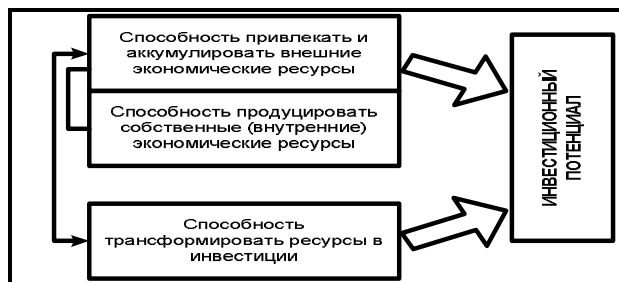 Способность привлекать и
аккумулировать внешние
экономические ресурсы
Способность продуцировать
собственные (внутренние)
экономические ресурсы
Способность
трансформировать ресурсы в
инвестиции
ИНВЕСТИЦИОННЫЙ
ПОТЕНЦИАЛ